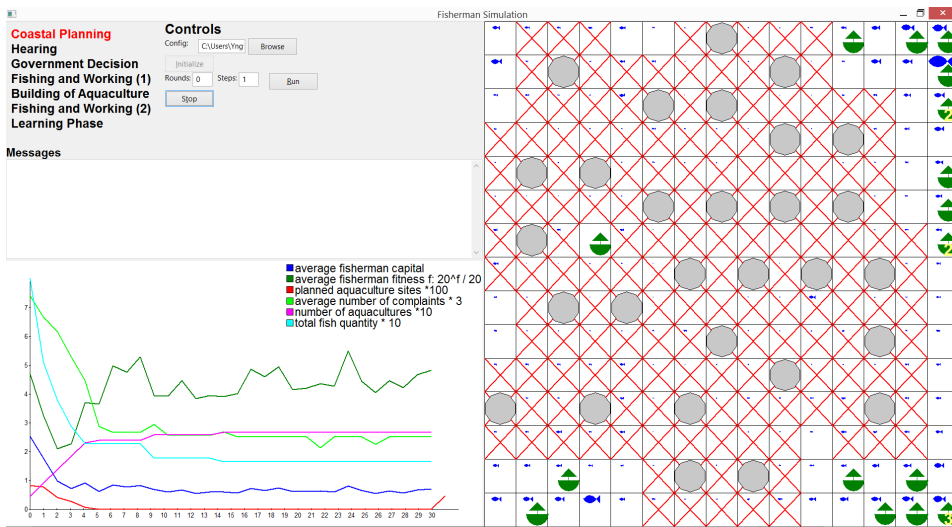 Fisherman Simulation
Coastal Planning
Hearing
Government Decision
Fishing and Working (1)
Building of Aquaculture
Fishing and Working (2)
Learning Phase
Controls
Config: C:\Users\Yng Browse
Initialize
Rounds: 0 Steps: 1 Run
Stop
Messages
average fisherman capital
average fisherman fitness f: 20^f / 20
planned aquaculture sites *100
average number of complaints * 3
number of aquacultures *10
total fish quantity * 10
7
6
5
4
3
2
1
0
0 1 2 3 4 5 6 7 8 9 10 11 12 13 14 15 16 17 18 19 20 21 22 23 24 25 26 27 28 29 30